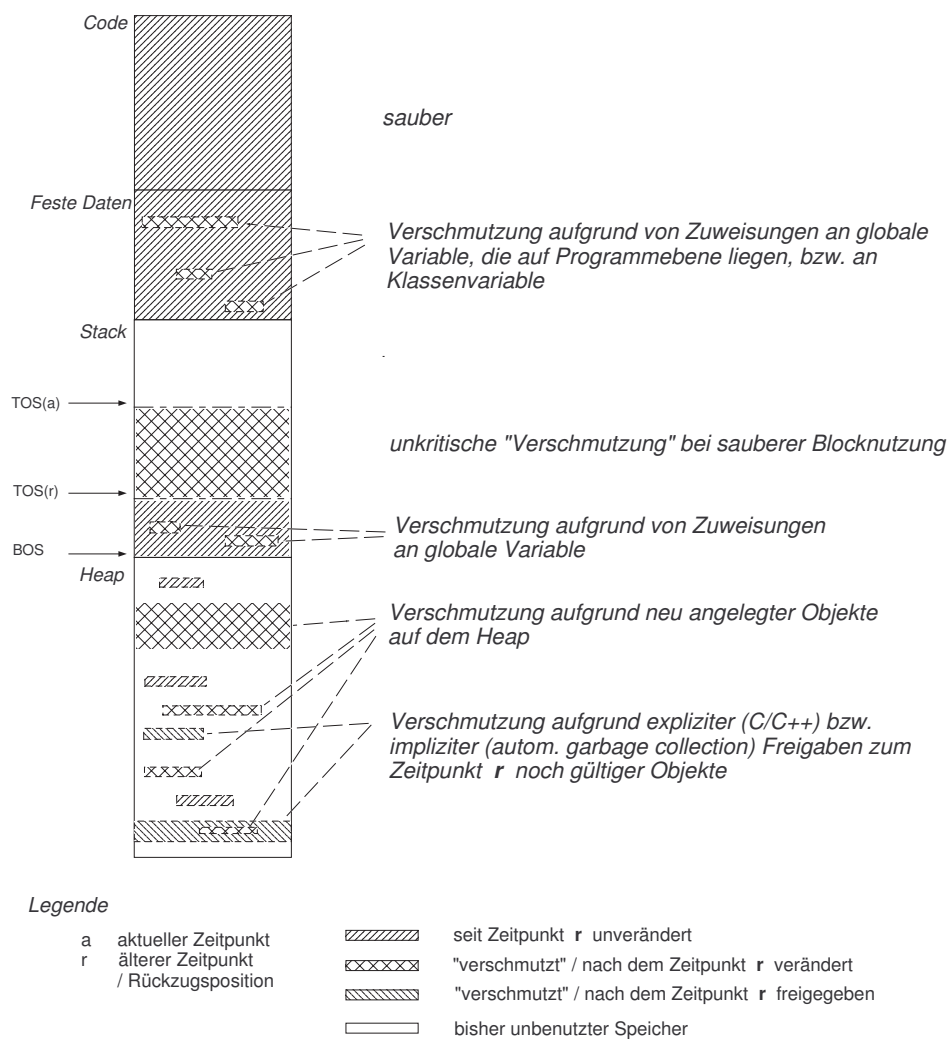 Code
sauber
Feste Daten
Verschmutzung aufgrund von Zuweisungen an globale
Variable, die auf Programmebene liegen, bzw. an
Klassenvariable
Stack
TOS(a)
unkritische "Verschmutzung" bei sauberer Blocknutzung
TOS(r)
Verschmutzung aufgrund von Zuweisungen
an globale Variable
BOS
Heap
Verschmutzung aufgrund neu angelegter Objekte
auf dem Heap
Verschmutzung aufgrund expliziter (C/C++) bzw.
impliziter (autom. garbage collection) Freigaben zum
Zeitpunkt r noch gültiger Objekte
Legende
a aktueller Zeitpunkt
r älterer Zeitpunkt
/ Rückzugsposition
seit Zeitpunkt r unverändert
"verschmutzt" / nach dem Zeitpunkt r verändert
"verschmutzt" / nach dem Zeitpunkt r freigegeben
bisher unbenutzter Speicher